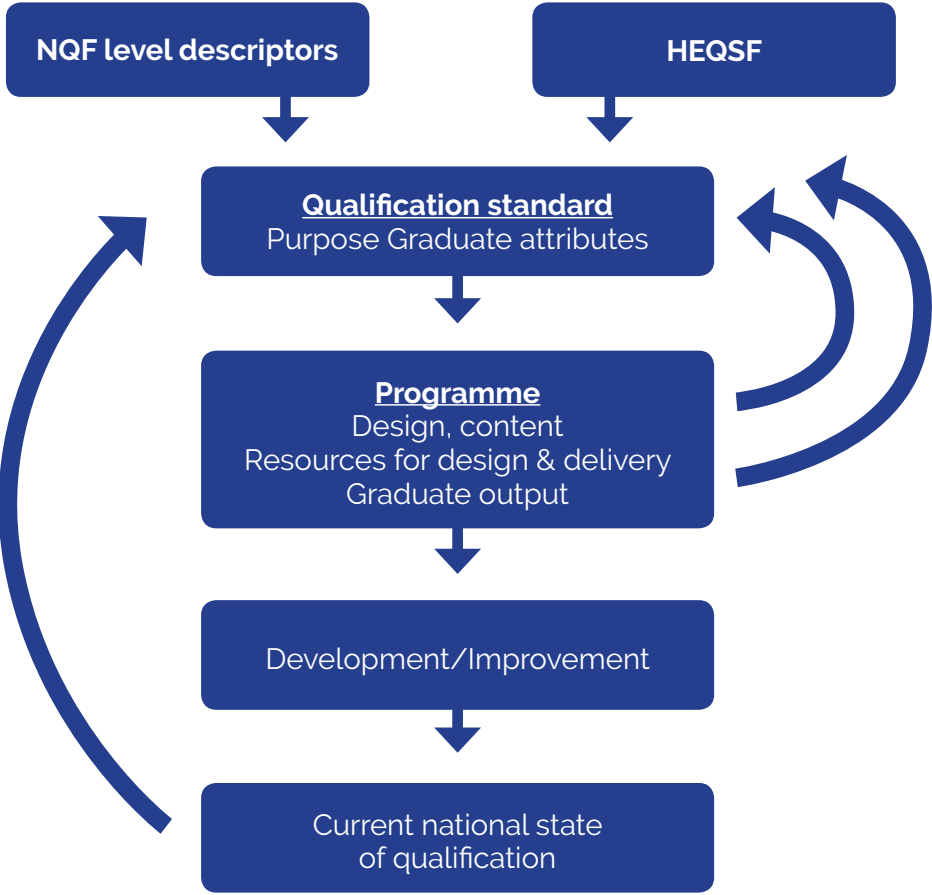 NQF level descriptors
HEQSF
Qualification standard
Purpose Graduate attributes
Programme
Design, content
Resources for design & delivery
Graduate output
Development/Improvement
Current national state
of qualification